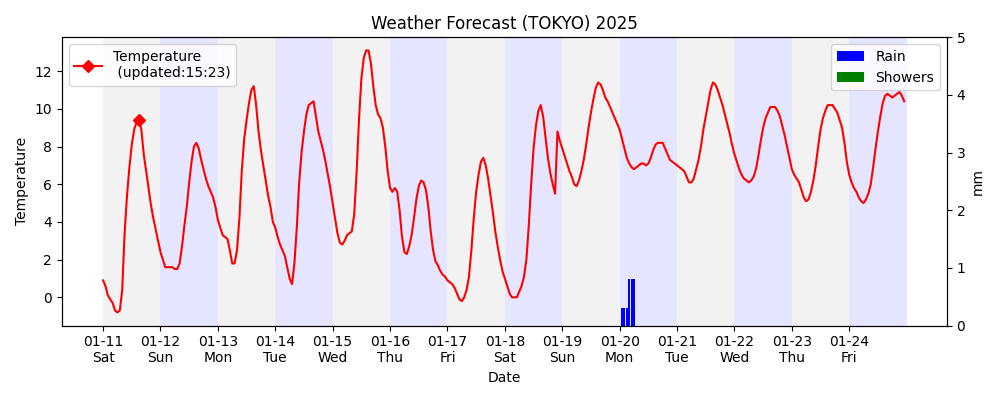 Weather Forecast (TOKYO) 2025
Temperature
(updated:15:23)
Rain
Showers
Temperature
12
10
8
6
4
2
0
5
4
3
2
1
0
mm
01-11 01-12 01-13 01-14 01-15 01-16 01-17 01-18 01-19 01-20 01-21 01-22 01-23 01-24
Sat Sun Mon Tue Wed Thu Fri Sat Sun Mon Tue Wed Thu Fri
Date